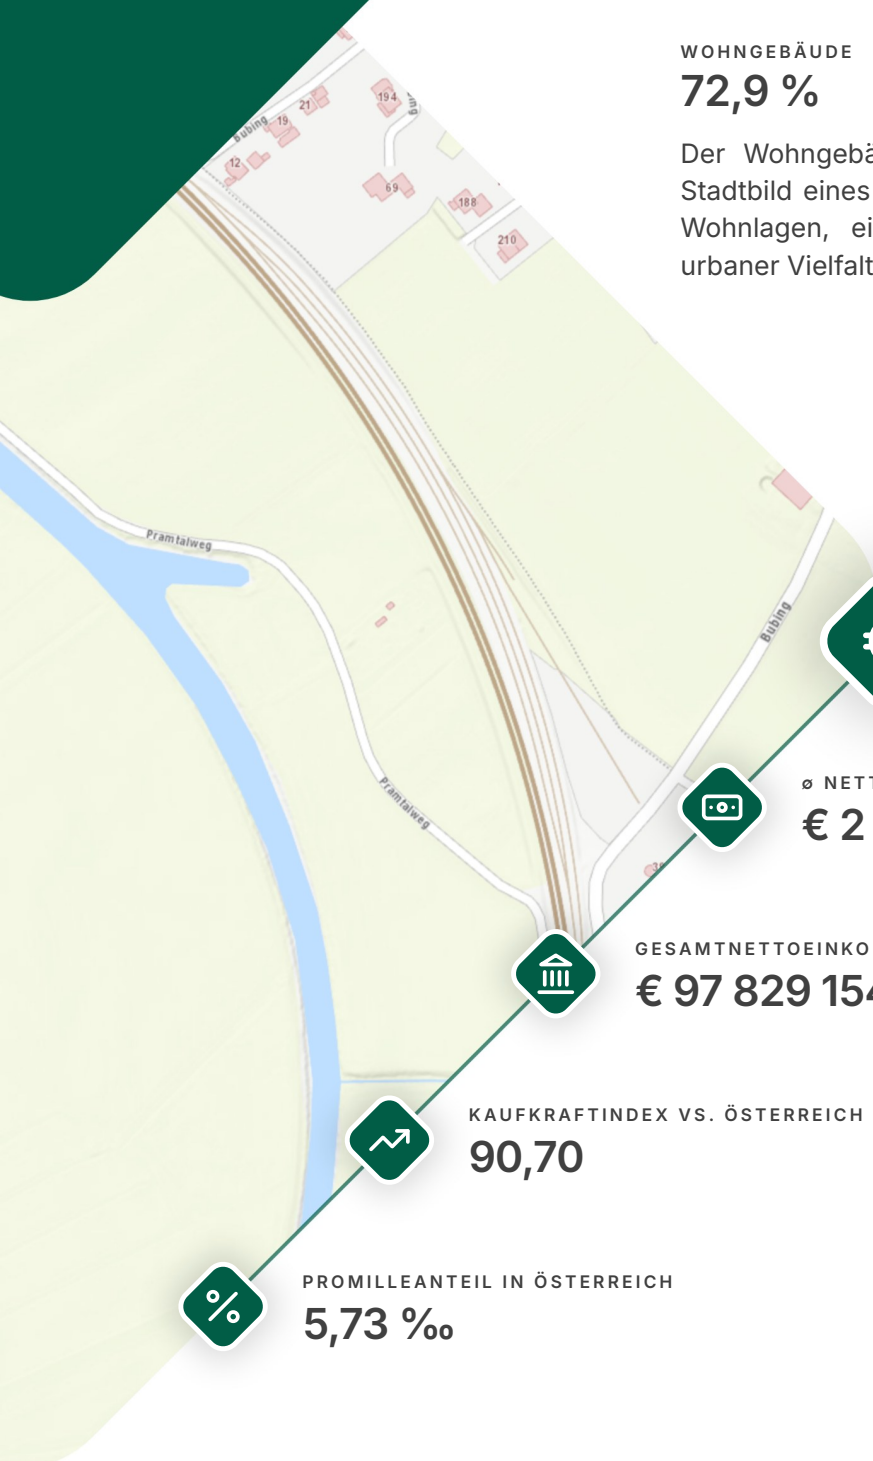 WOHNGEBÄUDE
72,9 %
Der Wohngebä
Stadtbild eines
Wohnlagen, ei
urbaner Vielfalt
194
21
19
Bubing
12
69
188
210
Pramtalweg
Bubing
Pramtalweg
ø NETT
€ 2
GESAMTNETTOEINKO
€ 97 829 154
KAUFKRAFTINDEX VS. ÖSTERREICH
90,70
PROMILLEANTEIL IN ÖSTERREICH
5,73 ‰